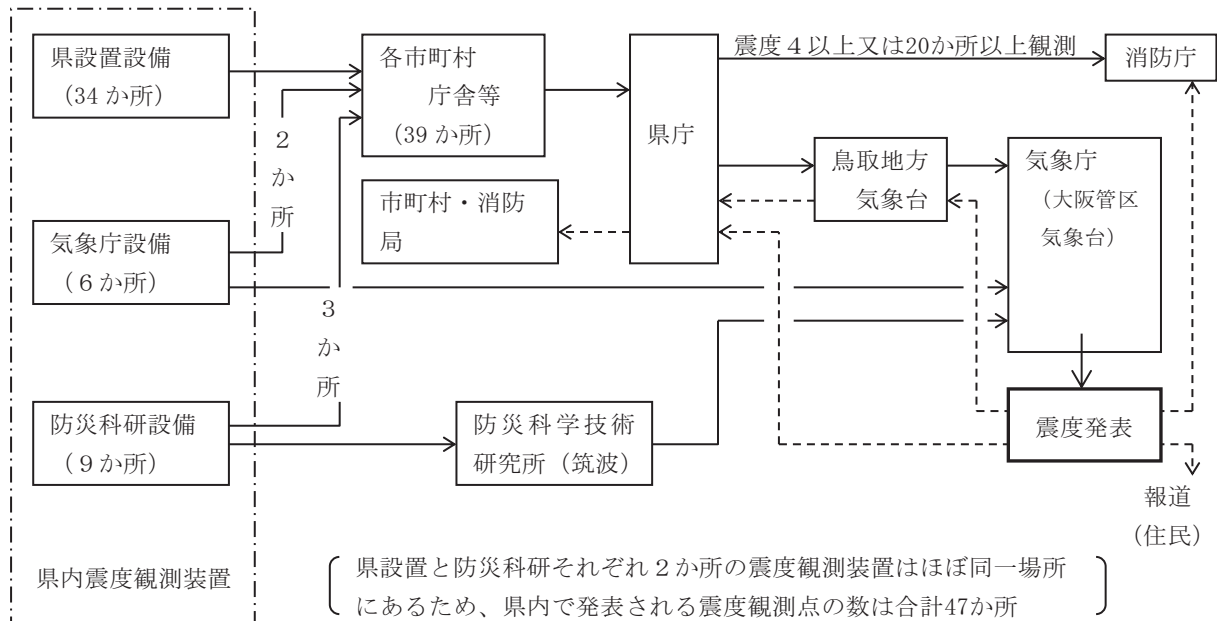 県設置設備
（34か所）
各市町村
庁舎等
（39か所）
県庁
震度４以上又は20か所以上観測
消防庁
２か所
市町村・消防
局
鳥取地方
気象台
気象庁
（大阪管区
気象台）
気象庁設備
（６か所）
３か所
防災科研設備
（９か所）
防災科学技術
研究所（筑波）
震度発表
報道
（住民）
県内震度観測装置
県設置と防災科研それぞれ２か所の震度観測装置はほぼ同一場所
にあるため、県内で発表される震度観測点の数は合計47か所